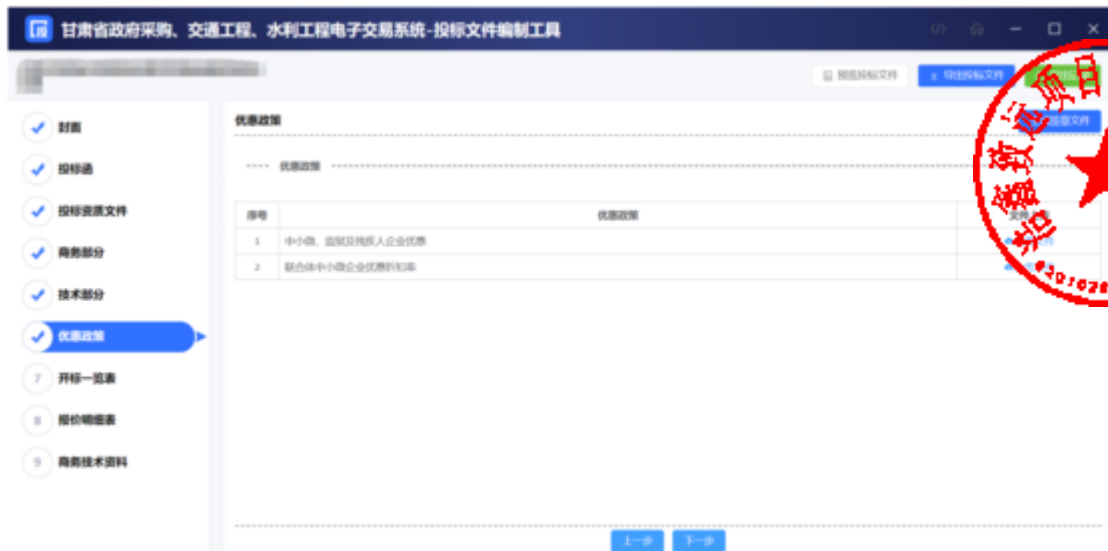 甘肃省政府采购、交通工程、水利工程电子交易系统-投标文件编制工具
预览投标文件
导出投标文件
封面
投标函
投标资质文件
商务部分
技术部分
优惠政策
7 开标一览表
8 报价明细表
9 商务技术资料
优惠政策
优惠政策
序号 优惠政策
1 中小微、监狱及残疾人企业优惠
2 联合体中小微企业优惠折扣率
上一步 下一步